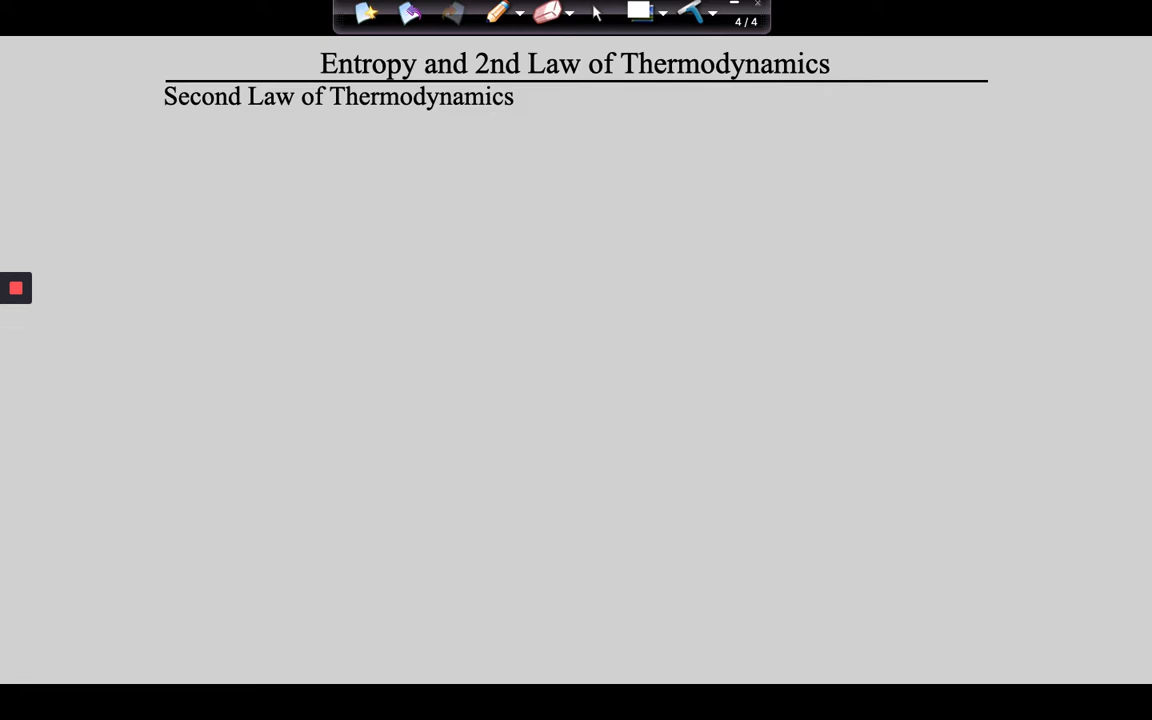 4 / 4
Entropy and 2nd Law of Thermodynamics
Second Law of Thermodynamics